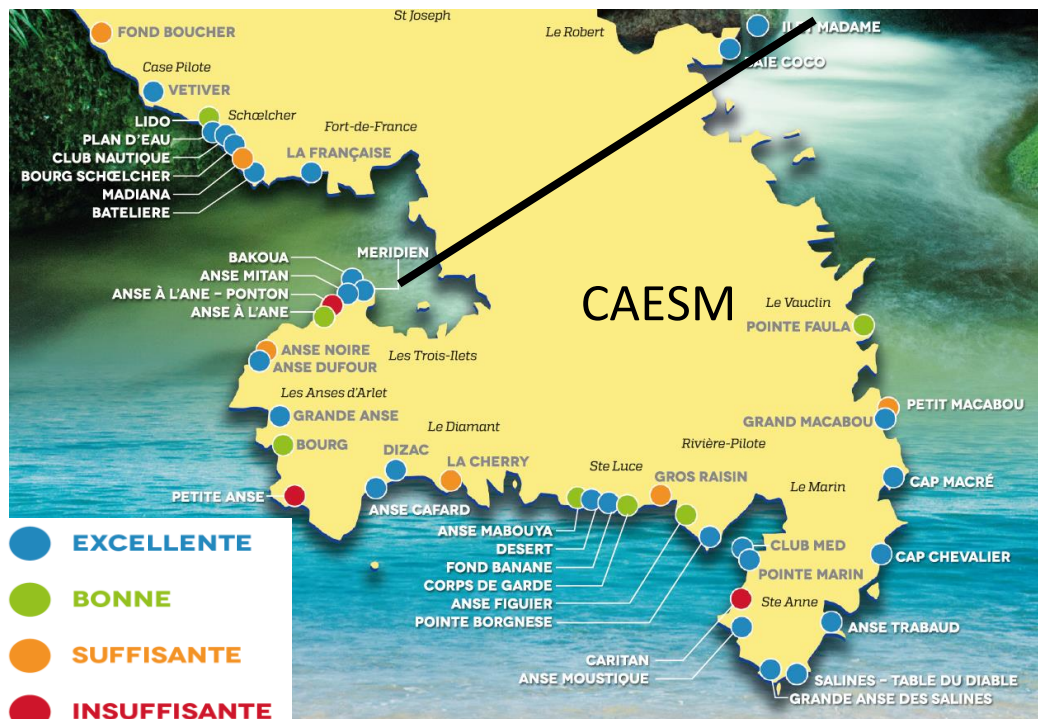 St Joseph
FOND BOUCHER
Le Robert
ILET MADAME
BAIE COCO
Case Pilote
VETIVER
LIDO
Schœlcher
PLAN D'EAU
Fort-de-France
CLUB NAUTIQUE
LA FRANÇAISE
BOURG SCHŒLCHER
MADIANA
BATELIERE
BAKOUA
MERIDIEN
ANSE MITAN
ANSE À L'ANE – PONTON
ANSE À L'ANE
CAESM
Le Vauclin
POINTE FAULA
ANSE NOIRE
ANSE DUFOUR
Les Trois-Ilets
Les Anses d'Arlet
GRANDE ANSE
PETIT MACABOU
GRAND MACABOU
Le Diamant
BOURG
DIZAC
Rivière-Pilote
LA CHERRY
Ste Luce
GROS RAISIN
PETITE ANSE
ANSE CAFARD
Le Marin
CAP MACRÉ
ANSE MABOUYA
DESERT
FOND BANANE
CORPS DE GARDE
ANSE FIGUIER
POINTE BORGNESE
CLUB MED
POINTE MARIN
CAP CHEVALIER
Ste Anne
ANSE TRABAUD
CARITAN
ANSE MOUSTIQUE
SALINES – TABLE DU DIABLE
GRANDE ANSE DES SALINES
EXCELLENTE
BONNE
SUFFISANTE
INSUFFISANTE